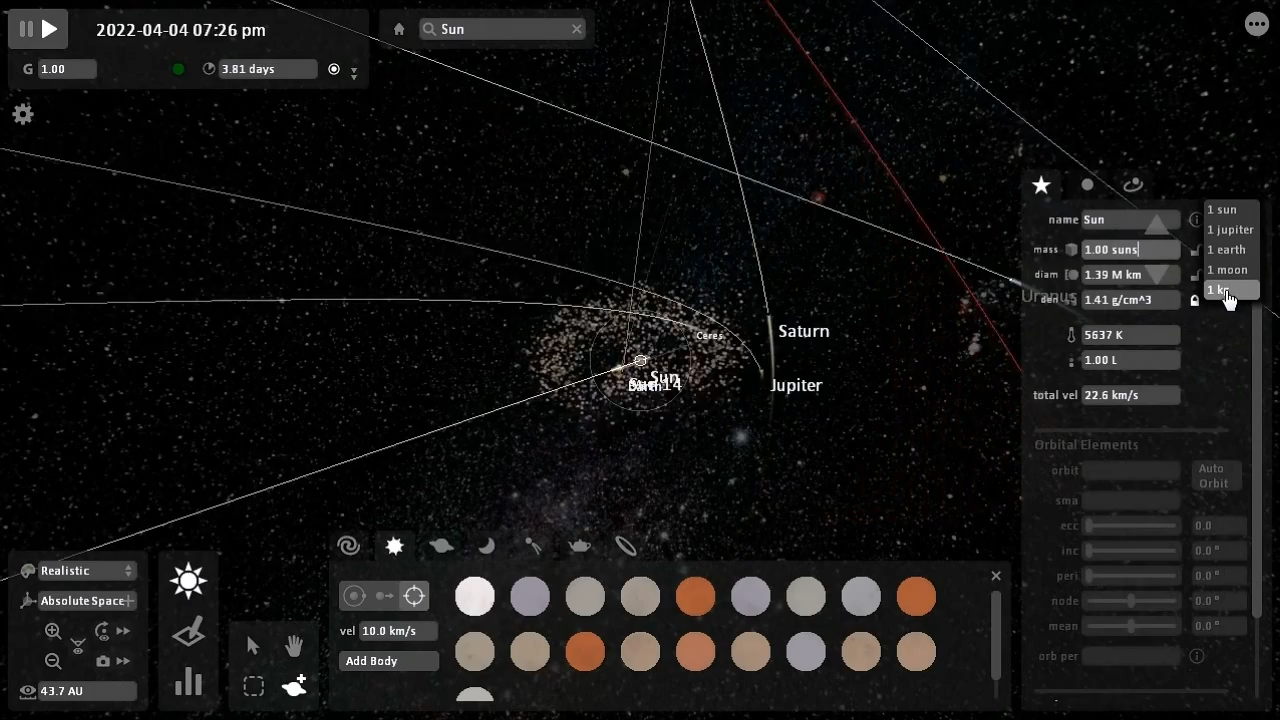 2022-04-04 07:26 pm
Sun
G 1.00
3.81 days
1 sun
name Sun
1 jupiter
mass 1.00 suns
1 earth
diam 1.39 M km
1 moon
Uranus
1.41 g/cm^3
Saturn
Ceres
5637 K
1.00 L
Sun
Jupiter
total vel 22.6 km/s
Orbital Elements
orbit
Auto
Orbit
sma
ecc 0.0
inc 0.0 °
peri. 0.0 °
node 0.0 °
mean 0.0 °
orb per
Realistic
Absolute Space
vel 10.0 km/s
Add Body
43.7 AU